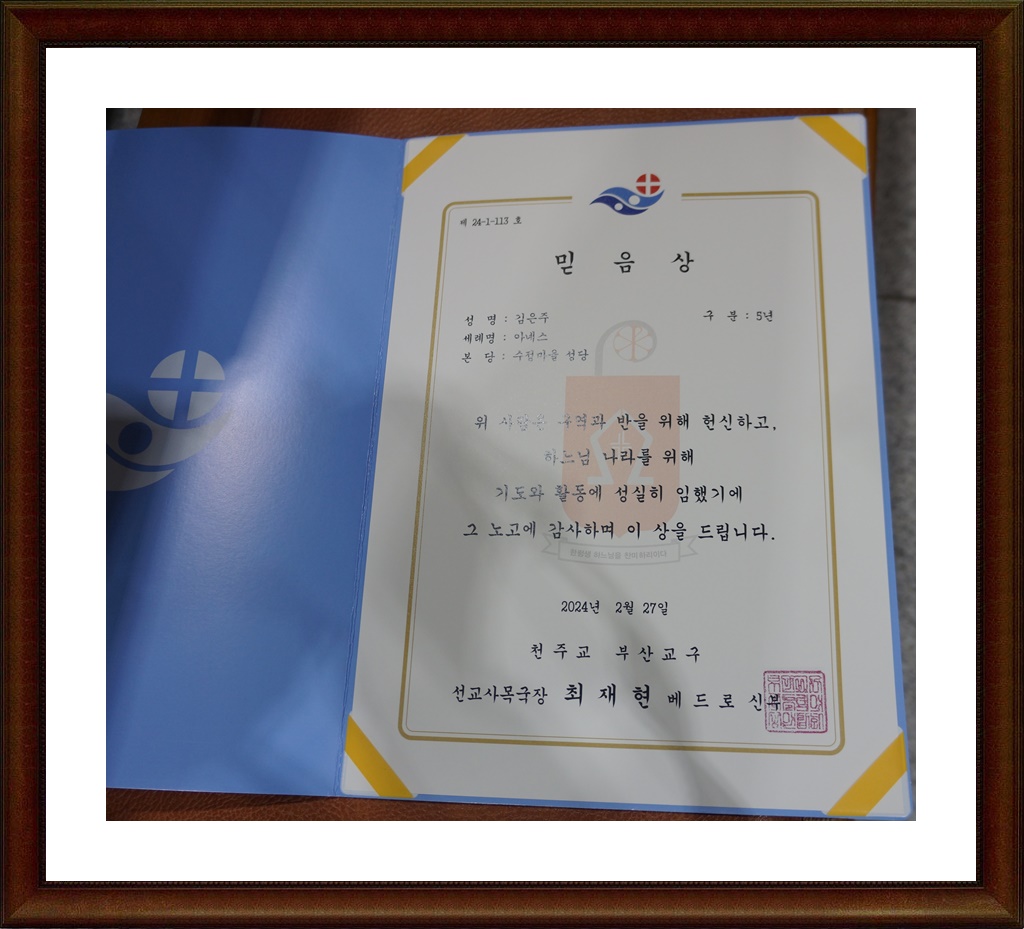 제 24-1-113 호
믿 음 상
성 명 : 김은주
구 분 : 5년
세례명 : 아녜스
본 당 : 수정마을 성당
위 사람은 구역과 반을 위해 헌신하고,
하느님 나라를 위해
기도와 활동에 성실히 임했기에
그 노고에 감사하며 이 상을 드립니다.
2024년 2월 27일
천 주 교 부 산 교 구
선교사목국장 최 재 현 베 드 로 신 부